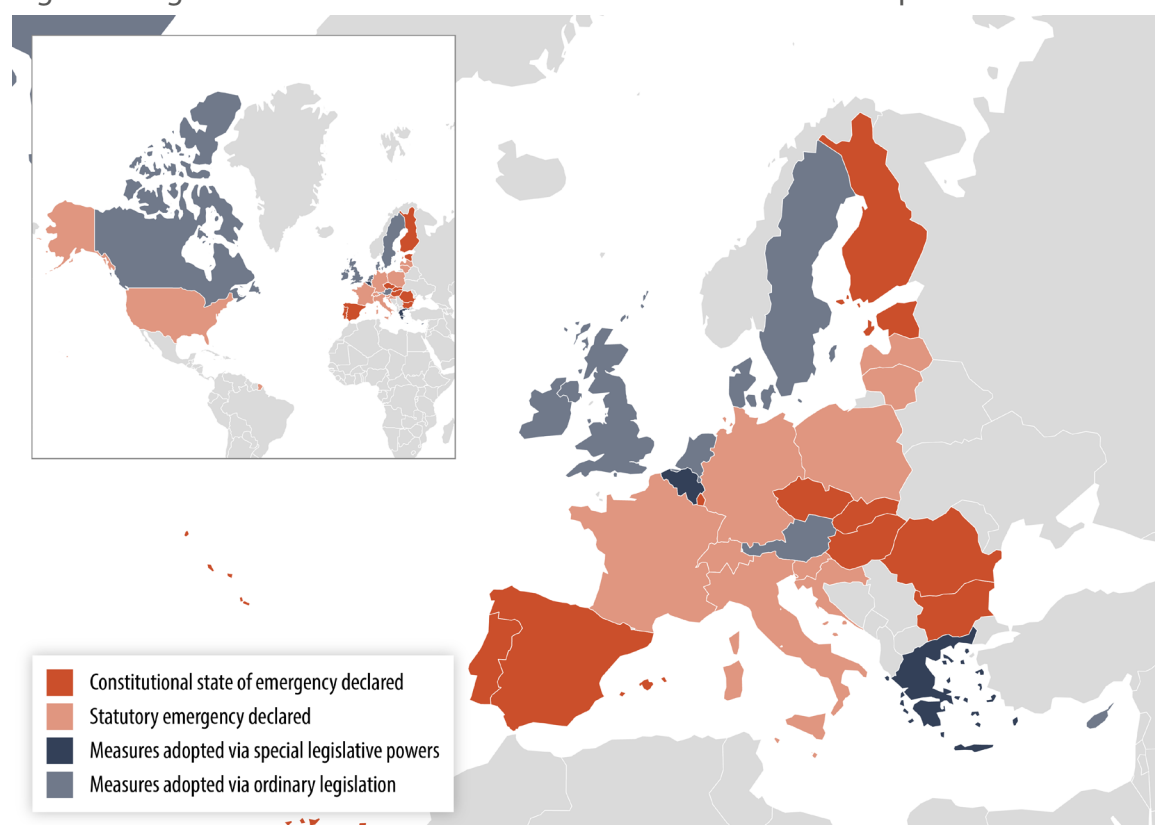 Constitutional state of emergency declared
Statutory emergency declared
Measures adopted via special legislative powers
Measures adopted via ordinary legislation